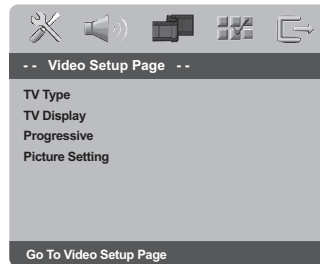 - -  Video Setup Page  - -
TV Type
TV Display
Progressive
Picture Setting
Go To Video Setup Page